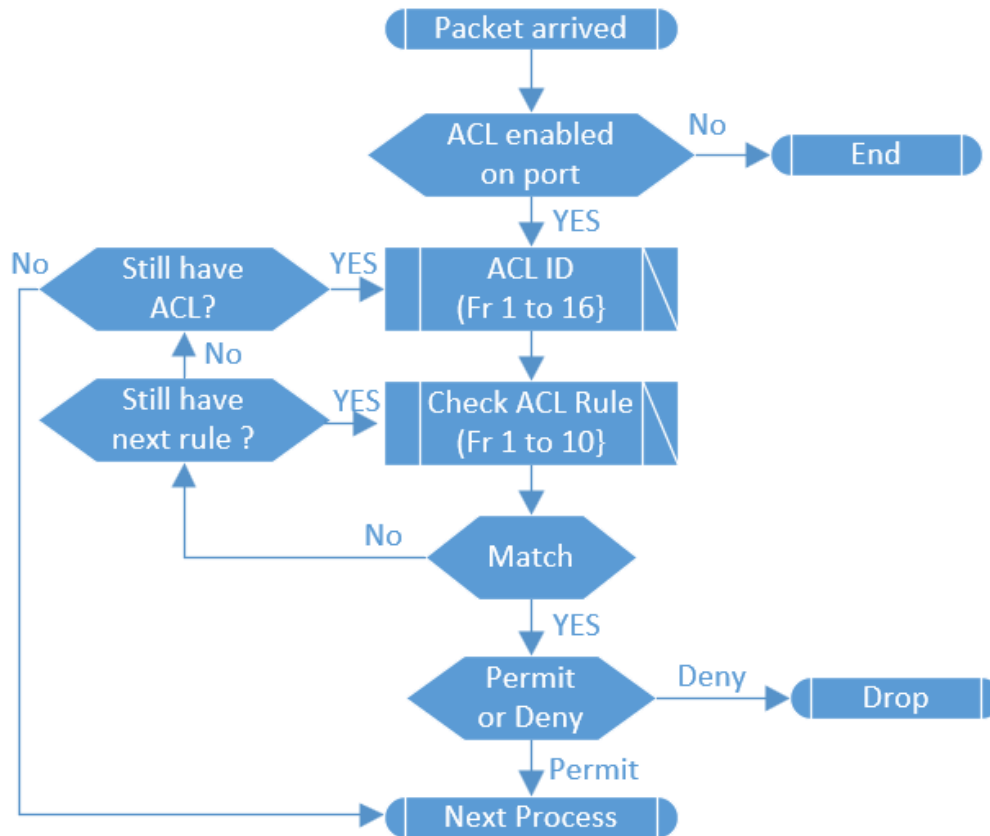 Packet arrived
ACL enabled
on port
No
End
YES
No
Still have
ACL?
YES
ACL ID
(Fr 1 to 16}
No
Still have
next rule ?
YES
Check ACL Rule
(Fr 1 to 10}
No
Match
YES
Permit
or Deny
Deny
Drop
Permit
Next Process